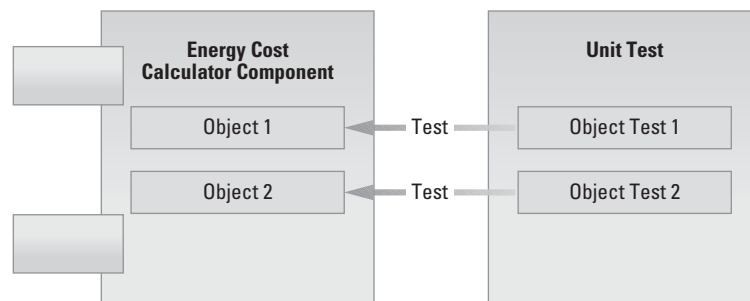 Energy Cost
Calculator Component
Unit Test
Object 1
Test
Object Test 1
Object 2
Test
Object Test 2